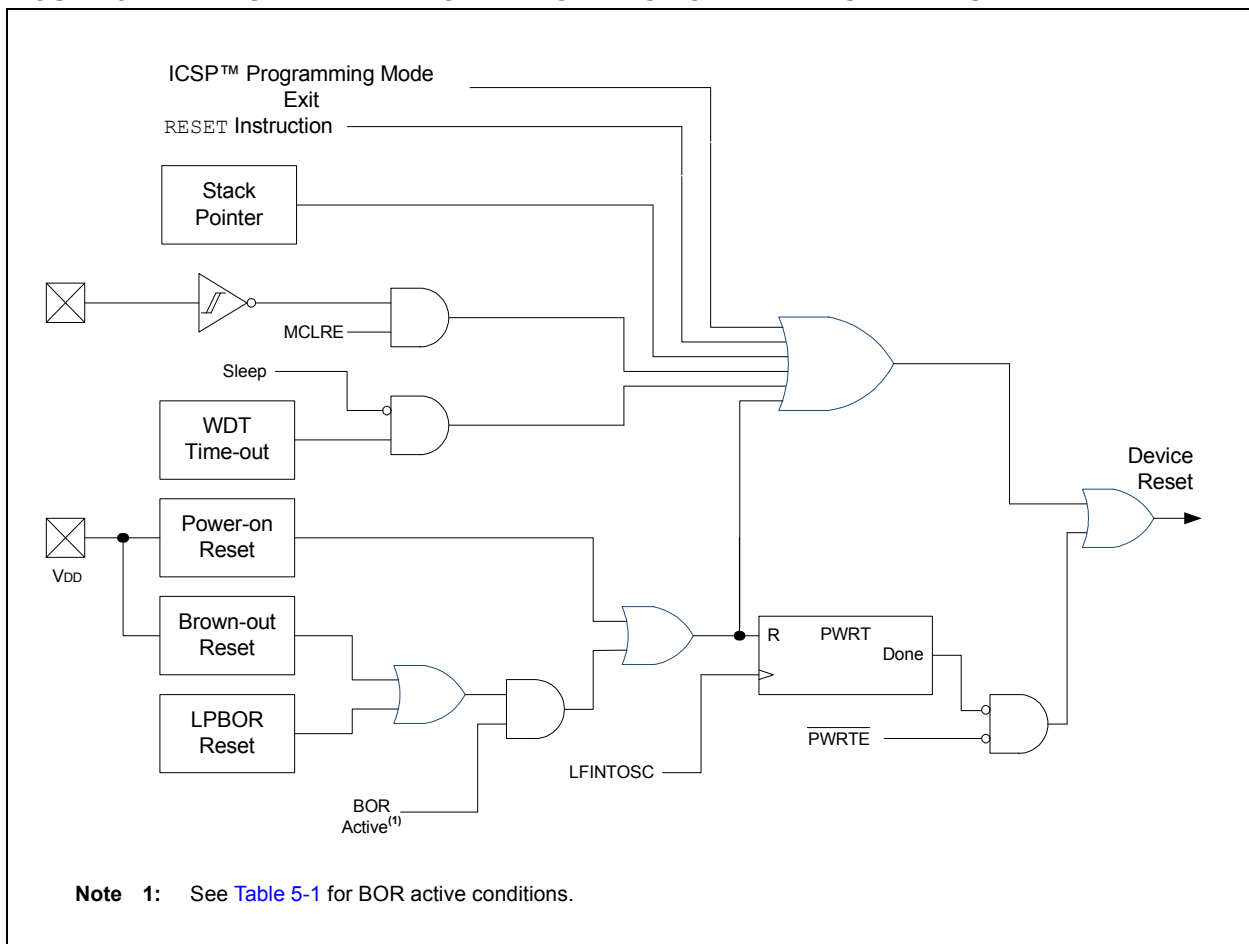 ICSP™ Programming Mode
Exit
RESET Instruction
Stack
Pointer
MCLRE
Sleep
WDT
Time-out
Device
Reset
Power-on
Reset
VDD
Brown-out
Reset
R PWRT
Done
LPBOR
Reset
PWRTE
LFINTOSC
BOR
Active(1)
Note 1: See Table 5-1 for BOR active conditions.